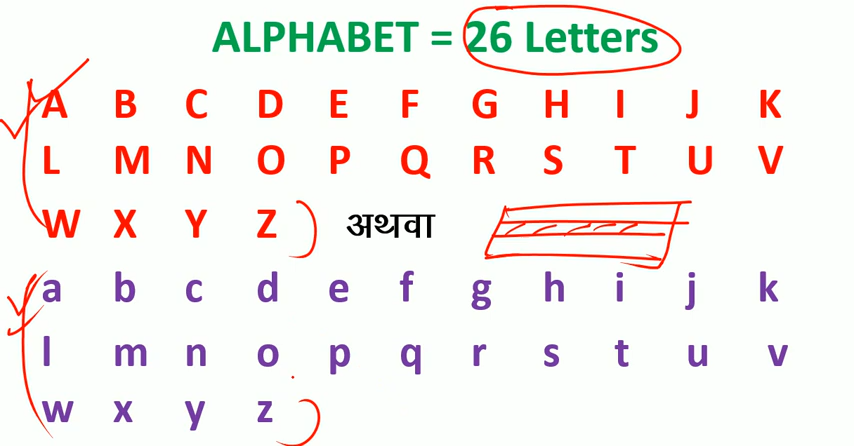 ALPHABET = 26 Letters
A B C D E F G H I J K
L M N O P Q R S T U V
W X Y Z अथवा
a b c d e f g h i j k
l m n o p q r s t u v
w x y z